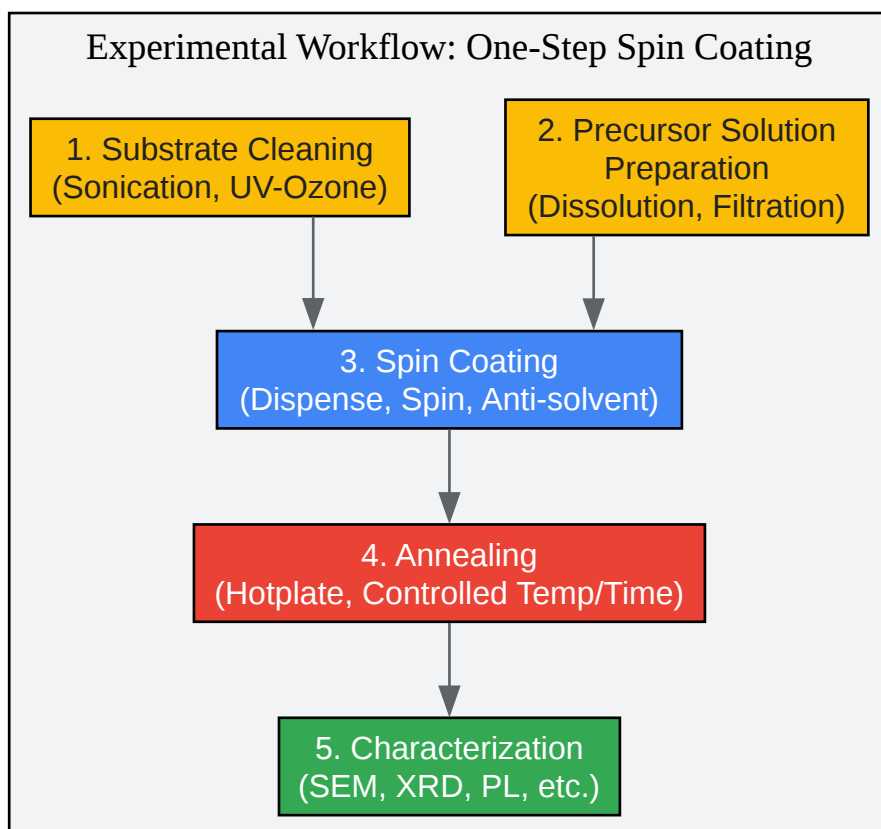 Experimental Workflow: One-Step Spin Coating
1. Substrate Cleaning
(Sonication, UV-Ozone)
2. Precursor Solution
Preparation
(Dissolution, Filtration)
3. Spin Coating
(Dispense, Spin, Anti-solvent)
4. Annealing
(Hotplate, Controlled Temp/Time)
5. Characterization
(SEM, XRD, PL, etc.)